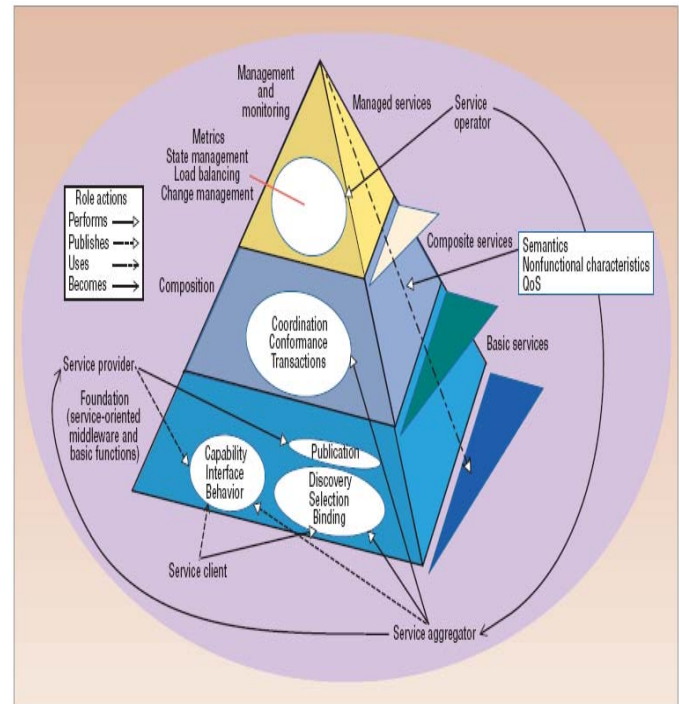 Management
and
monitoring
Managed services
Service
operator
Metrics
State management
Load balancing
Change management
Role actions
Performs
Publishes
Uses
Becomes
Composite services
Semantics
Nonfunctional characteristics
QoS
Composition
Coordination
Conformance
Transactions
Basic services
Service provider
Foundation
(service-oriented
middleware and
basic functions)
Publication
Capability
Interface
Behavior
Discovery
Selection
Binding
Service client
Service aggregator